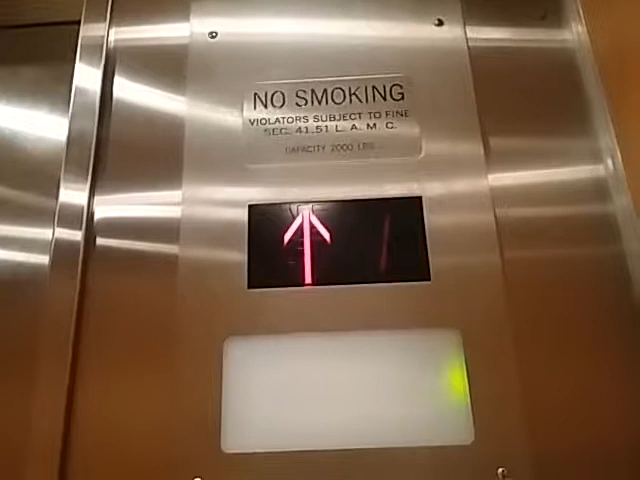 NO SMOKING
VIOLATORS SUBJECT TO FINE
SEC. 41.51 L. A. M. C.
CAPACITY 2000 LBS.